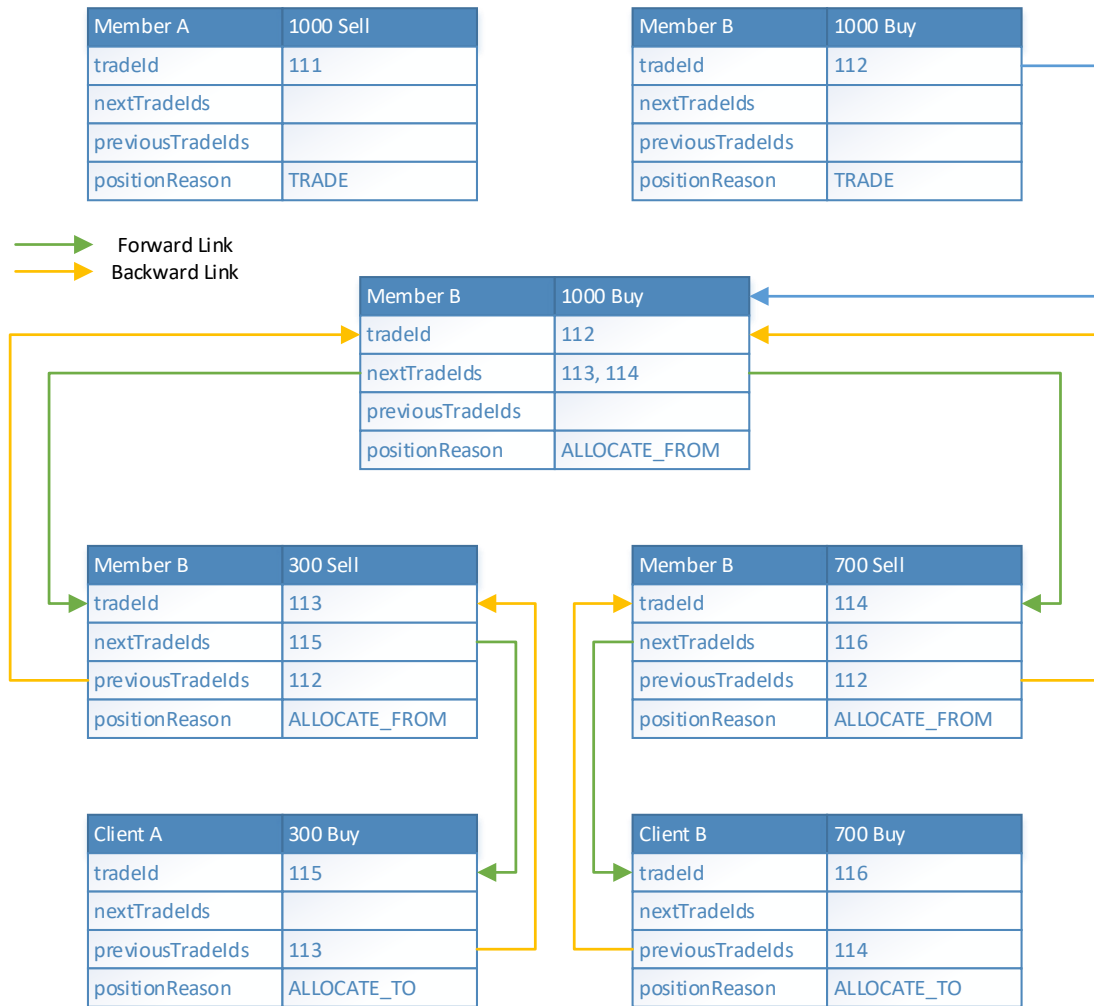 Member A 1000 Sell
tradeId 111
nextTradeIds
previousTradeIds
positionReason TRADE
Member B 1000 Buy
tradeId 112
nextTradeIds
previousTradeIds
positionReason TRADE
Forward Link
Backward Link
Member B 1000 Buy
tradeId 112
nextTradeIds 113, 114
previousTradeIds
positionReason ALLOCATE_FROM
Member B 300 Sell
tradeId 113
nextTradeIds 115
previousTradeIds 112
positionReason ALLOCATE_FROM
Member B 700 Sell
tradeId 114
nextTradeIds 116
previousTradeIds 112
positionReason ALLOCATE_FROM
Client A 300 Buy
tradeId 115
nextTradeIds
previousTradeIds 113
positionReason ALLOCATE_TO
Client B 700 Buy
tradeId 116
nextTradeIds
previousTradeIds 114
positionReason ALLOCATE_TO